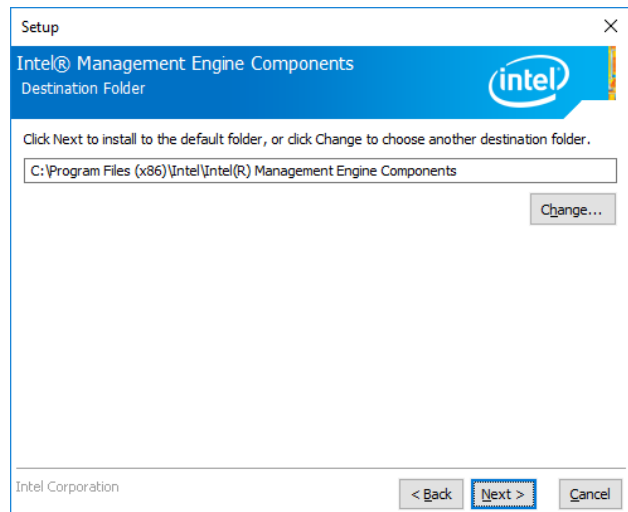 Setup
Intel® Management Engine Components
Destination Folder
intel
Click Next to install to the default folder, or click Change to choose another destination folder.
C:\Program Files (x86)\Intel\Intel(R) Management Engine Components
Change...
Intel Corporation
< Back Next > Cancel